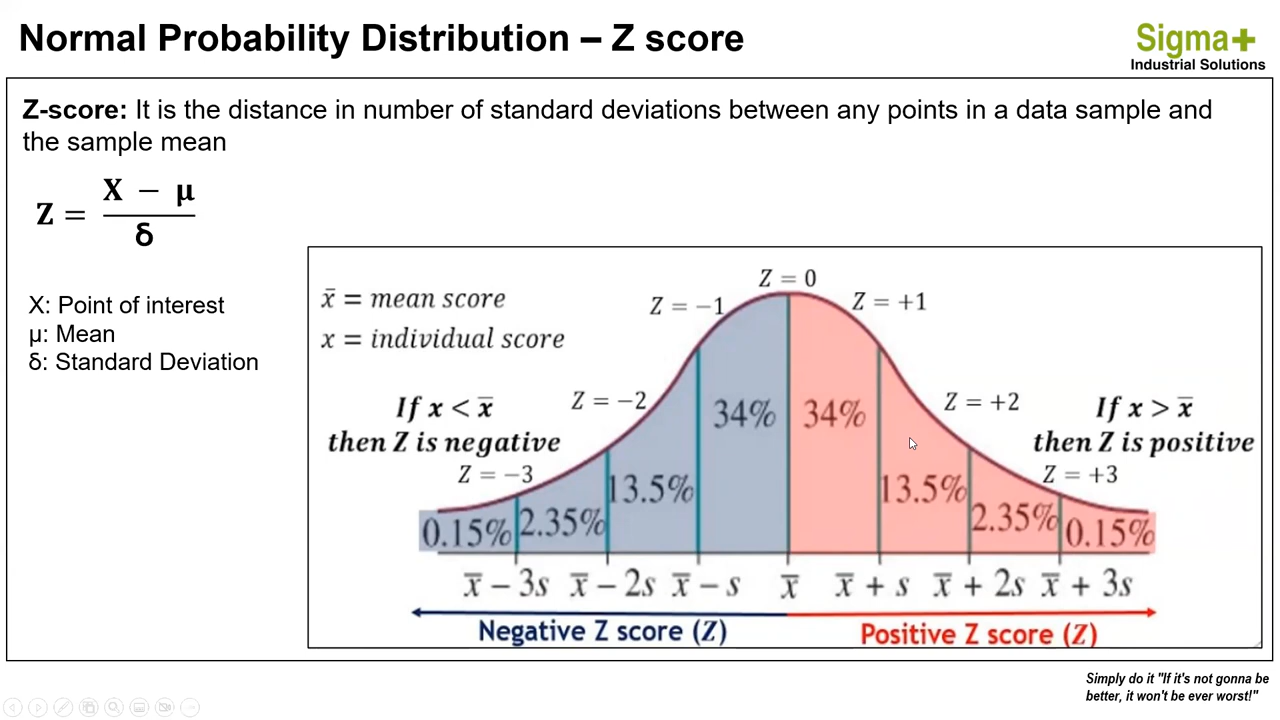 Normal Probability Distribution – Z score
Sigma+
Industrial Solutions
Z-score: It is the distance in number of standard deviations between any points in a data sample and
the sample mean
Z = (X − μ) / δ
X: Point of interest
μ: Mean
δ: Standard Deviation
x̄ = mean score
x = individual score
Z = 0
Z = −1
Z = +1
Z = −2
Z = +2
If x < x̄
then Z is negative
If x > x̄
then Z is positive
Z = −3
Z = +3
34% 34%
13.5% 13.5%
0.15% 2.35% 2.35% 0.15%
x̄ − 3s x̄ − 2s x̄ − s x̄ x̄ + s x̄ + 2s x̄ + 3s
Negative Z score (Z)
Positive Z score (Z)
Simply do it "If it's not gonna be
better, it won't be ever worst!"